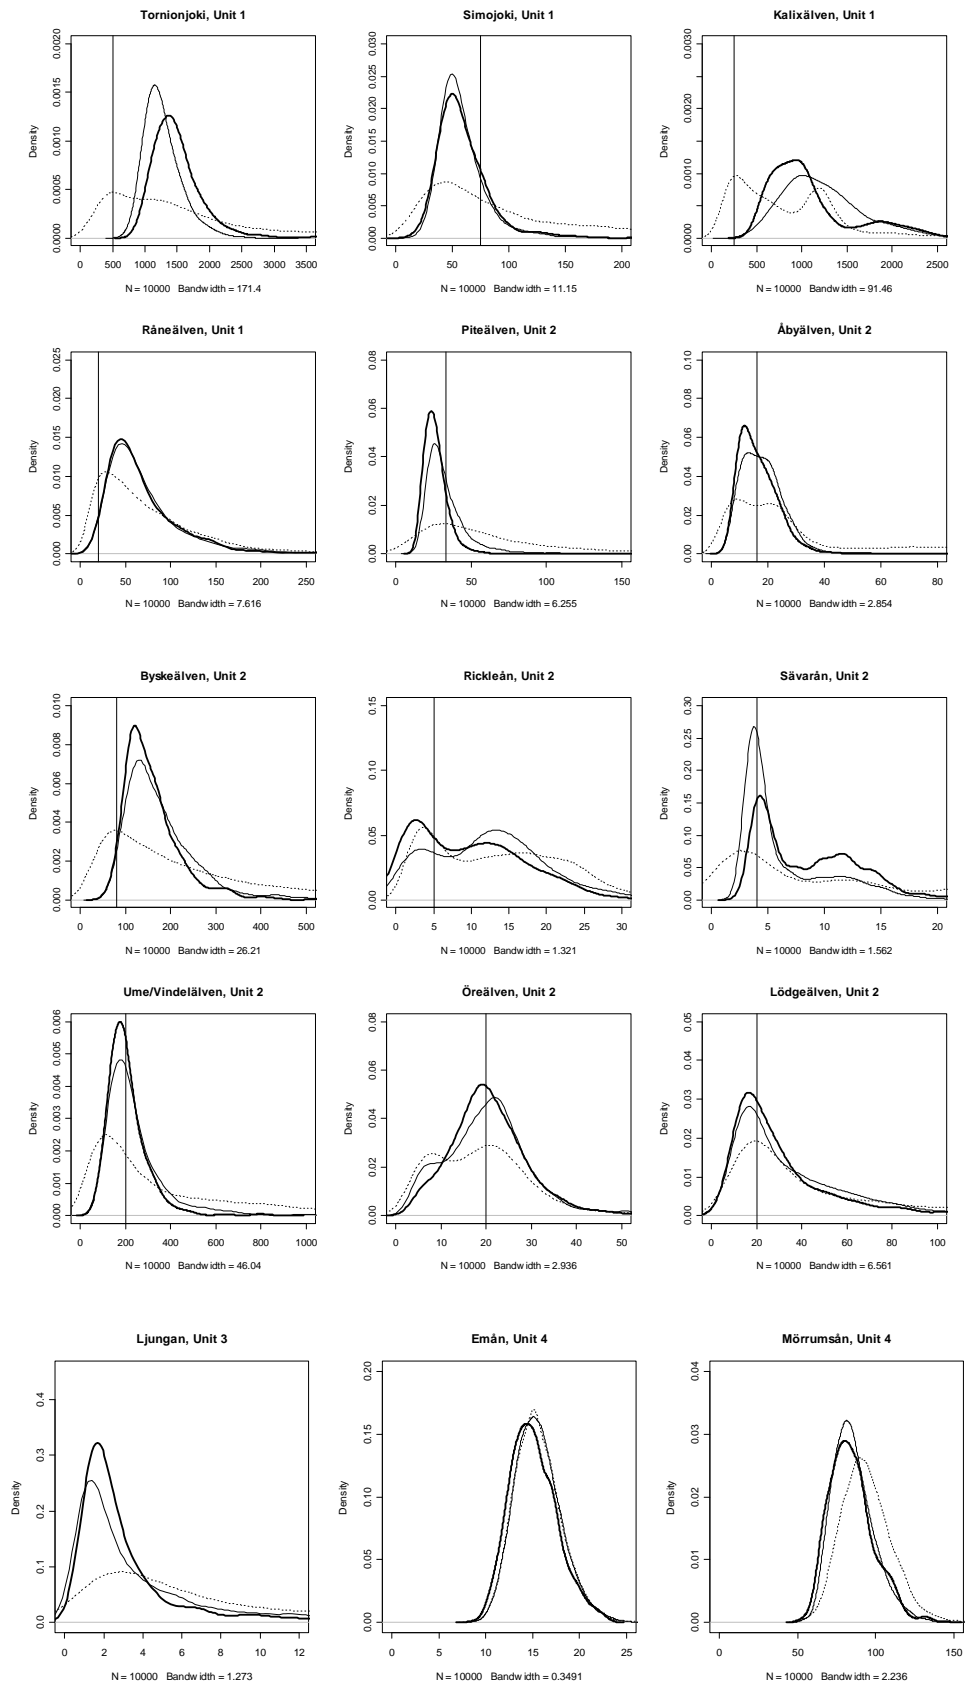 Tornionjoki, Unit 1
Density
0.0000 0.0005 0.0010 0.0015 0.0020
0 500 1000 1500 2000 2500 3000 3500
N = 10000 Bandwidth = 171.4
Simojoki, Unit 1
Density
0.000 0.005 0.010 0.015 0.020 0.025 0.030
0 50 100 150 200
N = 10000 Bandwidth = 11.15
Kalixälven, Unit 1
Density
0.0000 0.0010 0.0020 0.0030
0 500 1000 1500 2000 2500
N = 10000 Bandwidth = 91.46
Råneälven, Unit 1
Density
0.000 0.005 0.010 0.015 0.020 0.025
0 50 100 150 200 250
N = 10000 Bandwidth = 7.616
Piteälven, Unit 2
Density
0.00 0.02 0.04 0.06 0.08
0 50 100 150
N = 10000 Bandwidth = 6.255
Åbyälven, Unit 2
Density
0.00 0.02 0.04 0.06 0.08 0.10
0 20 40 60 80
N = 10000 Bandwidth = 2.854
Byskeälven, Unit 2
Density
0.000 0.002 0.004 0.006 0.008 0.010
0 100 200 300 400 500
N = 10000 Bandwidth = 26.21
Rickleån, Unit 2
Density
0.00 0.05 0.10 0.15
0 5 10 15 20 25 30
N = 10000 Bandwidth = 1.321
Sävarån, Unit 2
Density
0.00 0.05 0.10 0.15 0.20 0.25 0.30
0 5 10 15 20
N = 10000 Bandwidth = 1.562
Ume/Vindelälven, Unit 2
Density
0.000 0.001 0.002 0.003 0.004 0.005 0.006
0 200 400 600 800 1000
N = 10000 Bandwidth = 46.04
Öreälven, Unit 2
Density
0.00 0.02 0.04 0.06 0.08
0 10 20 30 40 50
N = 10000 Bandwidth = 2.936
Lödgeälven, Unit 2
Density
0.00 0.01 0.02 0.03 0.04 0.05
0 20 40 60 80 100
N = 10000 Bandwidth = 6.561
Ljungan, Unit 3
Density
0.0 0.1 0.2 0.3 0.4
0 2 4 6 8 10 12
N = 10000 Bandwidth = 1.273
Emån, Unit 4
Density
0.00 0.05 0.10 0.15 0.20
0 5 10 15 20 25
N = 10000 Bandwidth = 0.3491
Mörrumsån, Unit 4
Density
0.00 0.01 0.02 0.03 0.04
0 50 100 150
N = 10000 Bandwidth = 2.236